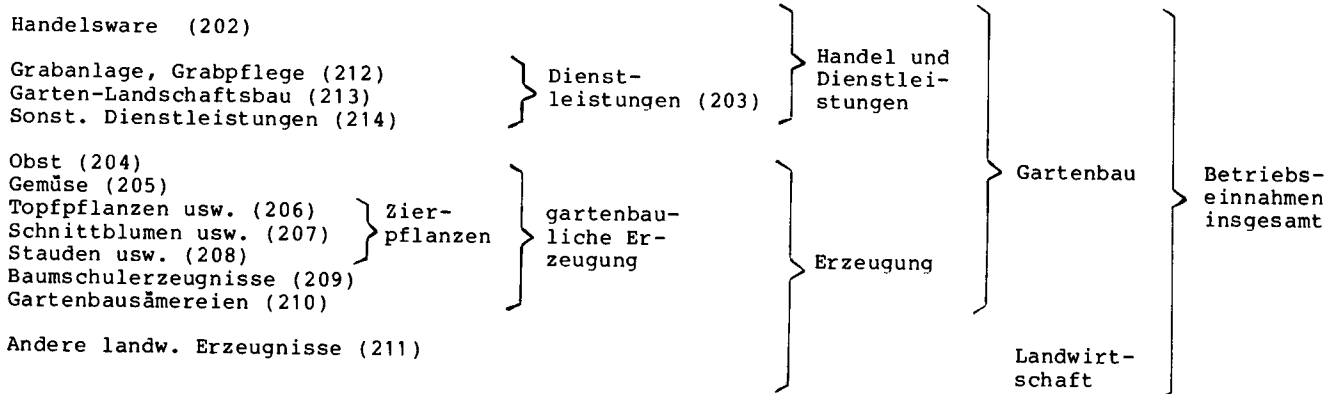 Handelsware (202)
Grabanlage, Grabpflege (212)
Garten-Landschaftsbau (213)
Sonst. Dienstleistungen (214)
Dienst-
leistungen (203)
Handel und
Dienstlei-
stungen
Obst (204)
Gemüse (205)
Topfpflanzen usw. (206)
Schnittblumen usw. (207)
Stauden usw. (208)
Baumschulerzeugnisse (209)
Gartenbausämereien (210)
Zier-
pflanzen
gartenbau-
liche Er-
zeugung
Andere landw. Erzeugnisse (211)
Erzeugung
Gartenbau
Landwirt-
schaft
Betriebs-
einnahmen
insgesamt